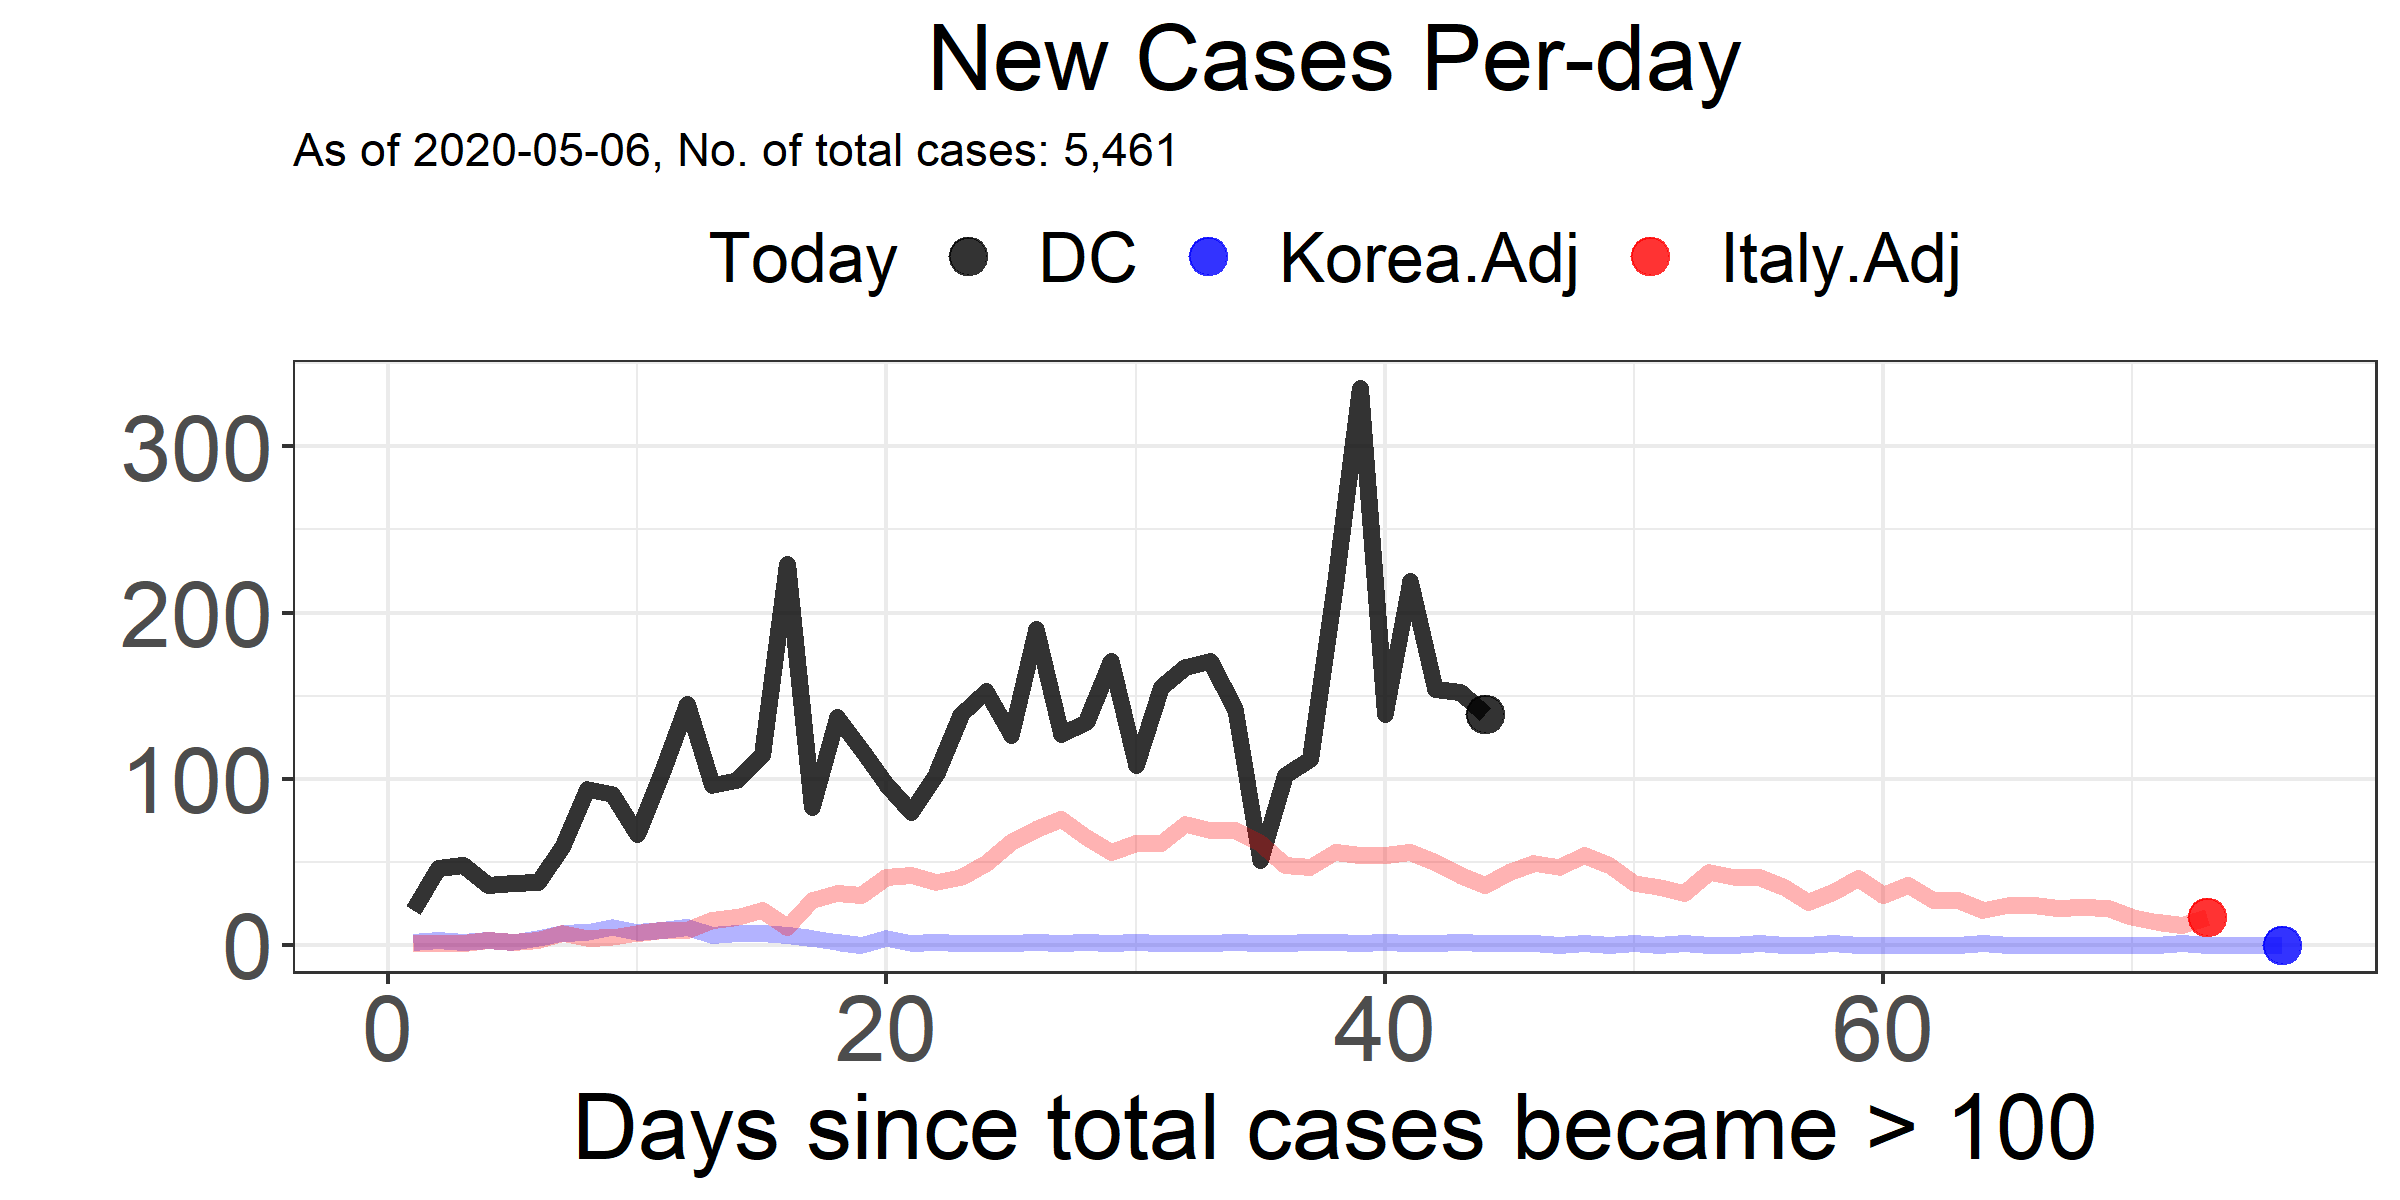 New Cases Per-day
As of 2020-05-06, No. of total cases: 5,461
Today DC Korea.Adj Italy.Adj
300
200
100
0
0 20 40 60
Days since total cases became > 100